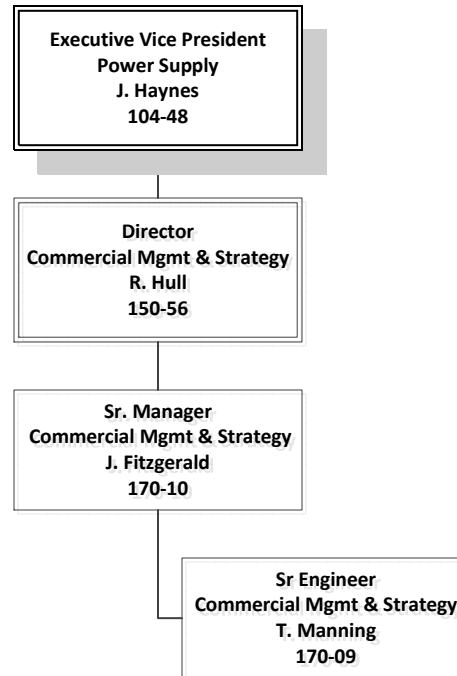 Executive Vice President
Power Supply
J. Haynes
104-48
Director
Commercial Mgmt & Strategy
R. Hull
150-56
Sr. Manager
Commercial Mgmt & Strategy
J. Fitzgerald
170-10
Sr Engineer
Commercial Mgmt & Strategy
T. Manning
170-09